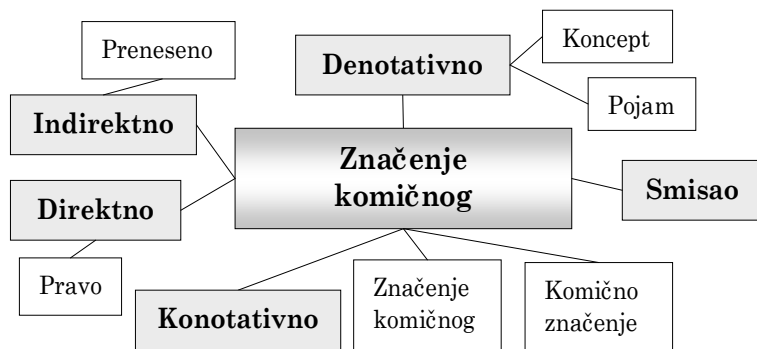 Preneseno
Denotativno
Koncept
Pojam
Indirektno
Značenje
komičnog
Smisao
Direktno
Pravo
Konotativno
Značenje
komičnog
Komično
značenje